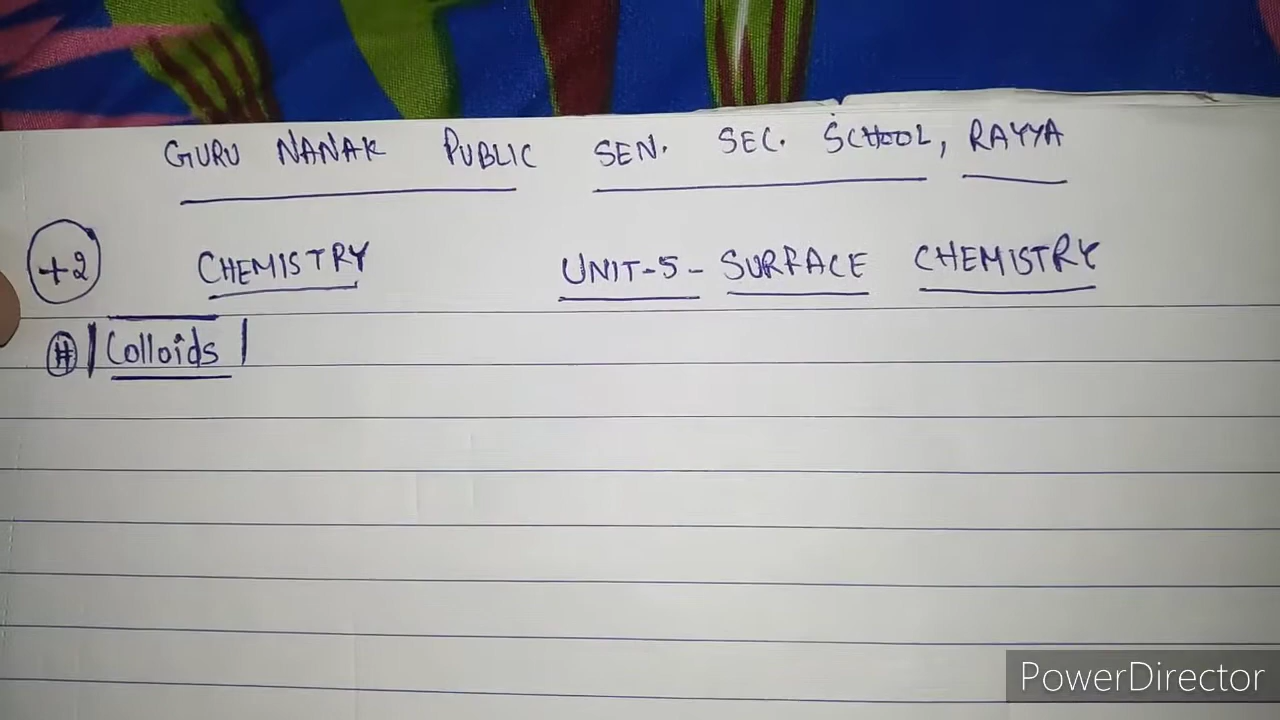 GURU NANAK PUBLIC SEN. SEC. SCHOOL, RAYYA
+2 CHEMISTRY UNIT-5- SURFACE CHEMISTRY
# Colloids
PowerDirector